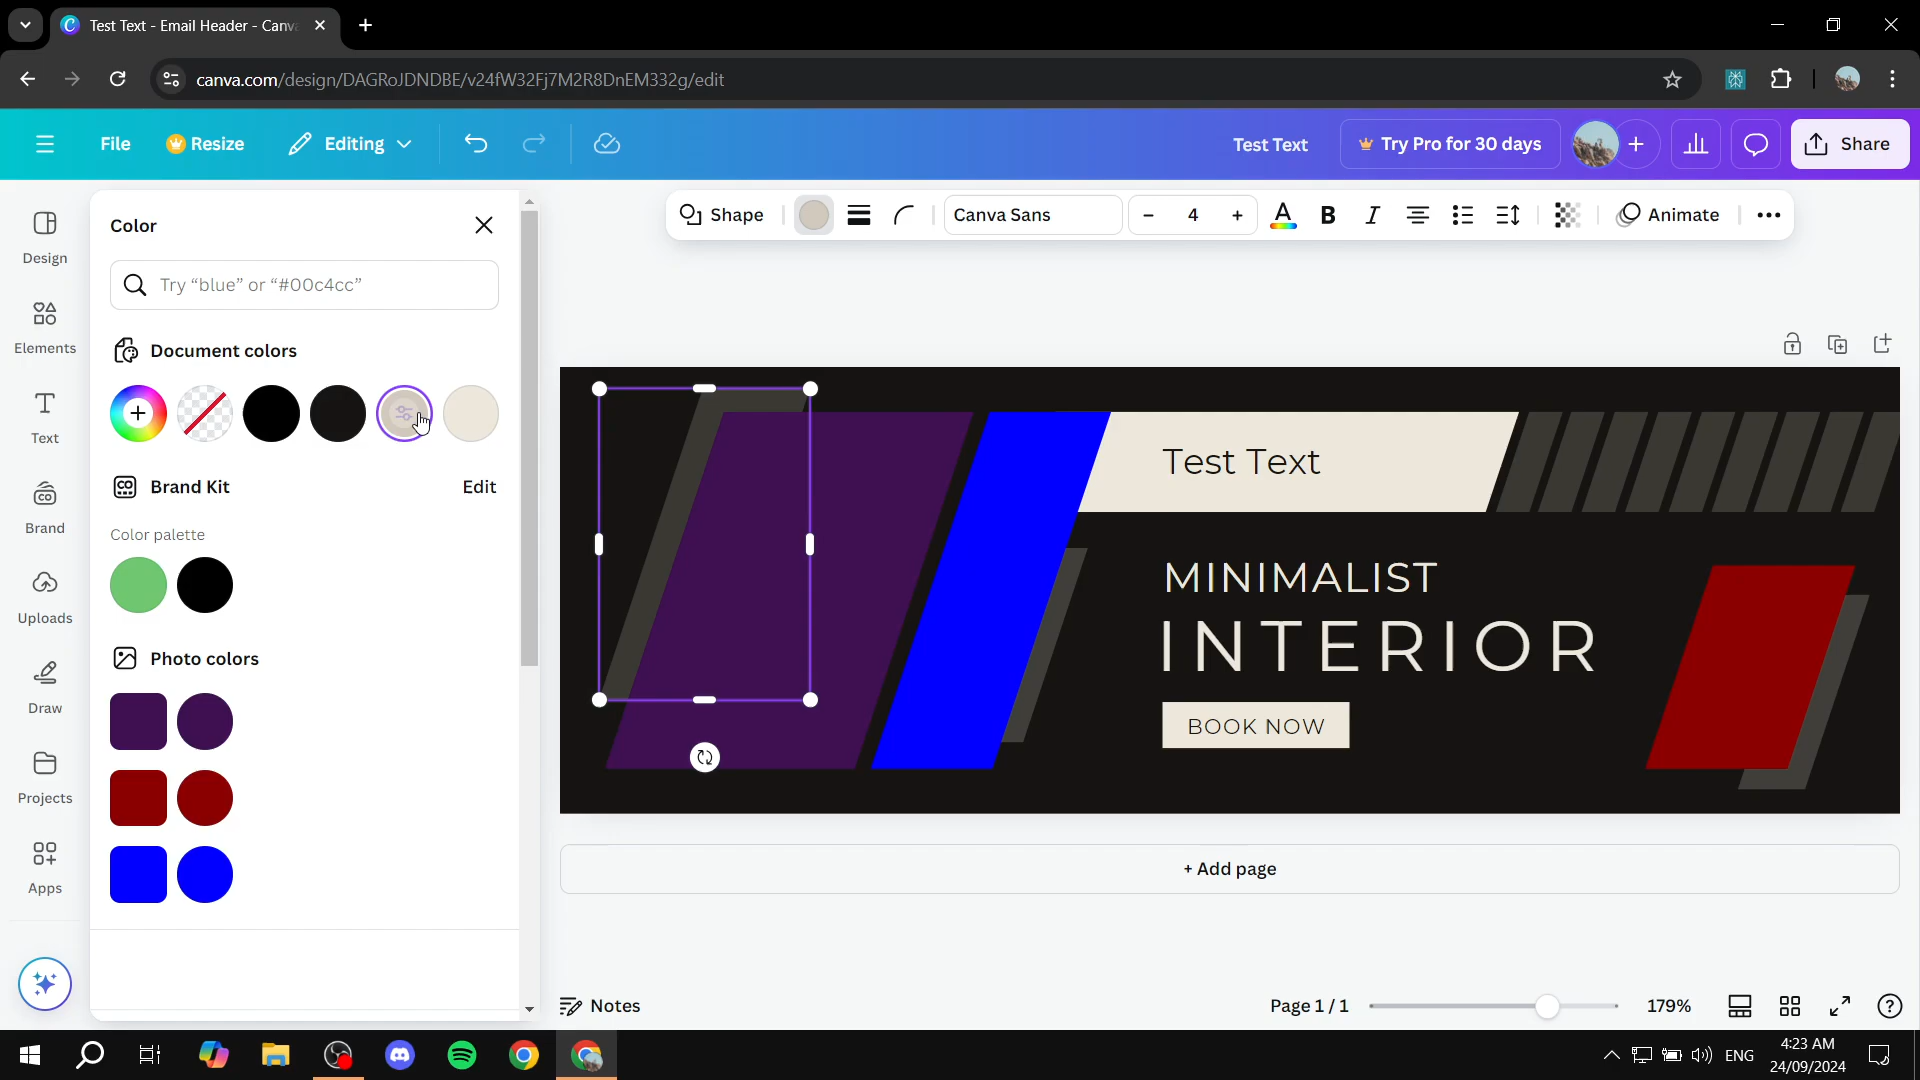 Test Text - Email Header - Canva
canva.com/design/DAGRoJDNDBE/v24fW32Fj7M2R8DnEM332g/edit
File
Resize
Editing
Test Text
Try Pro for 30 days
Share
Design
Elements
Text
Brand
Uploads
Draw
Projects
Apps
Color
Try “blue” or “#00c4cc”
Document colors
Brand Kit
Edit
Color palette
Photo colors
Shape
Canva Sans
4
A
B
I
Animate
Test Text
MINIMALIST
INTERIOR
BOOK NOW
+ Add page
Notes
Page 1 / 1
179%
ENG
4:23 AM
24/09/2024